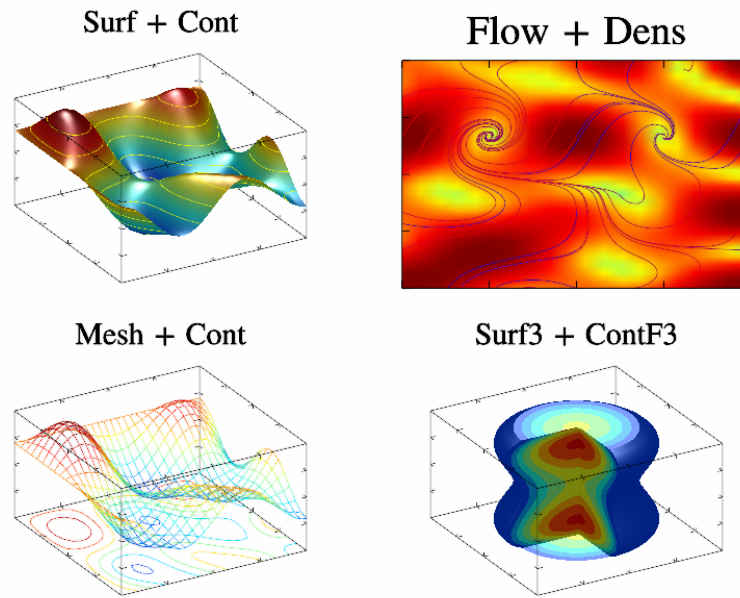 Surf + Cont
Flow + Dens
Mesh + Cont
Surf3 + ContF3